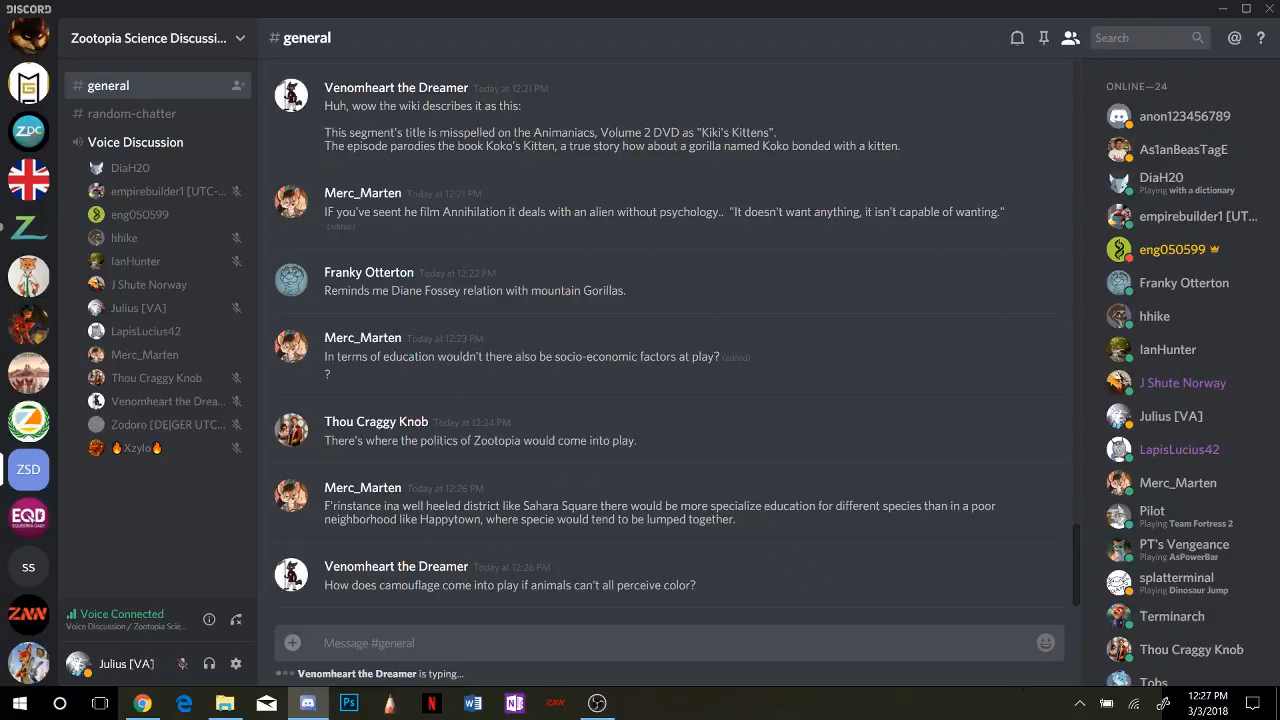 DISCORD
Zootopia Science Discussi...
# general
Search
# general
# random-chatter
Voice Discussion
DiaH20
empirebuilder1 [UTC-...
eng050599
hhike
IanHunter
J Shute Norway
Julius [VA]
LapisLucius42
Merc_Marten
Thou Craggy Knob
Venomheart the Drea...
Zodoro [DE|GER UTC...
🔥Xzylo🔥
Voice Connected
Voice Discussion / Zootopia Scie...
Julius [VA]
ZDC
ZSD
EQD
EQUESTRIA DAILY
ss
ZNN
Venomheart the Dreamer Today at 12:21 PM
Huh, wow the wiki describes it as this:
This segment's title is misspelled on the Animaniacs, Volume 2 DVD as "Kiki's Kittens".
The episode parodies the book Koko's Kitten, a true story how about a gorilla named Koko bonded with a kitten.
Merc_Marten Today at 12:21 PM
IF you've seent he film Annihilation it deals with an alien without psychology.. "It doesn't want anything, it isn't capable of wanting."
(edited)
Franky Otterton Today at 12:22 PM
Reminds me Diane Fossey relation with mountain Gorillas.
Merc_Marten Today at 12:23 PM
In terms of education wouldn't there also be socio-economic factors at play? (edited)
?
Thou Craggy Knob Today at 12:24 PM
There's where the politics of Zootopia would come into play.
Merc_Marten Today at 12:26 PM
F'rinstance ina well heeled district like Sahara Square there would be more specialize education for different species than in a poor
neighborhood like Happytown, where specie would tend to be lumped together.
Venomheart the Dreamer Today at 12:26 PM
How does camouflage come into play if animals can't all perceive color?
Message #general
Venomheart the Dreamer is typing...
ONLINE—24
anon123456789
As1anBeasTagE
DiaH20
Playing with a dictionary
empirebuilder1 [UT...
eng050599
Franky Otterton
hhike
IanHunter
J Shute Norway
Julius [VA]
LapisLucius42
Merc_Marten
Pilot
Playing Team Fortress 2
PT's Vengeance
Playing AsPowerBar
splatterminal
Playing Dinosaur Jump
Terminarch
Thou Craggy Knob
Tops
Ps
N
W
N
ZNN
12:27 PM
3/3/2018